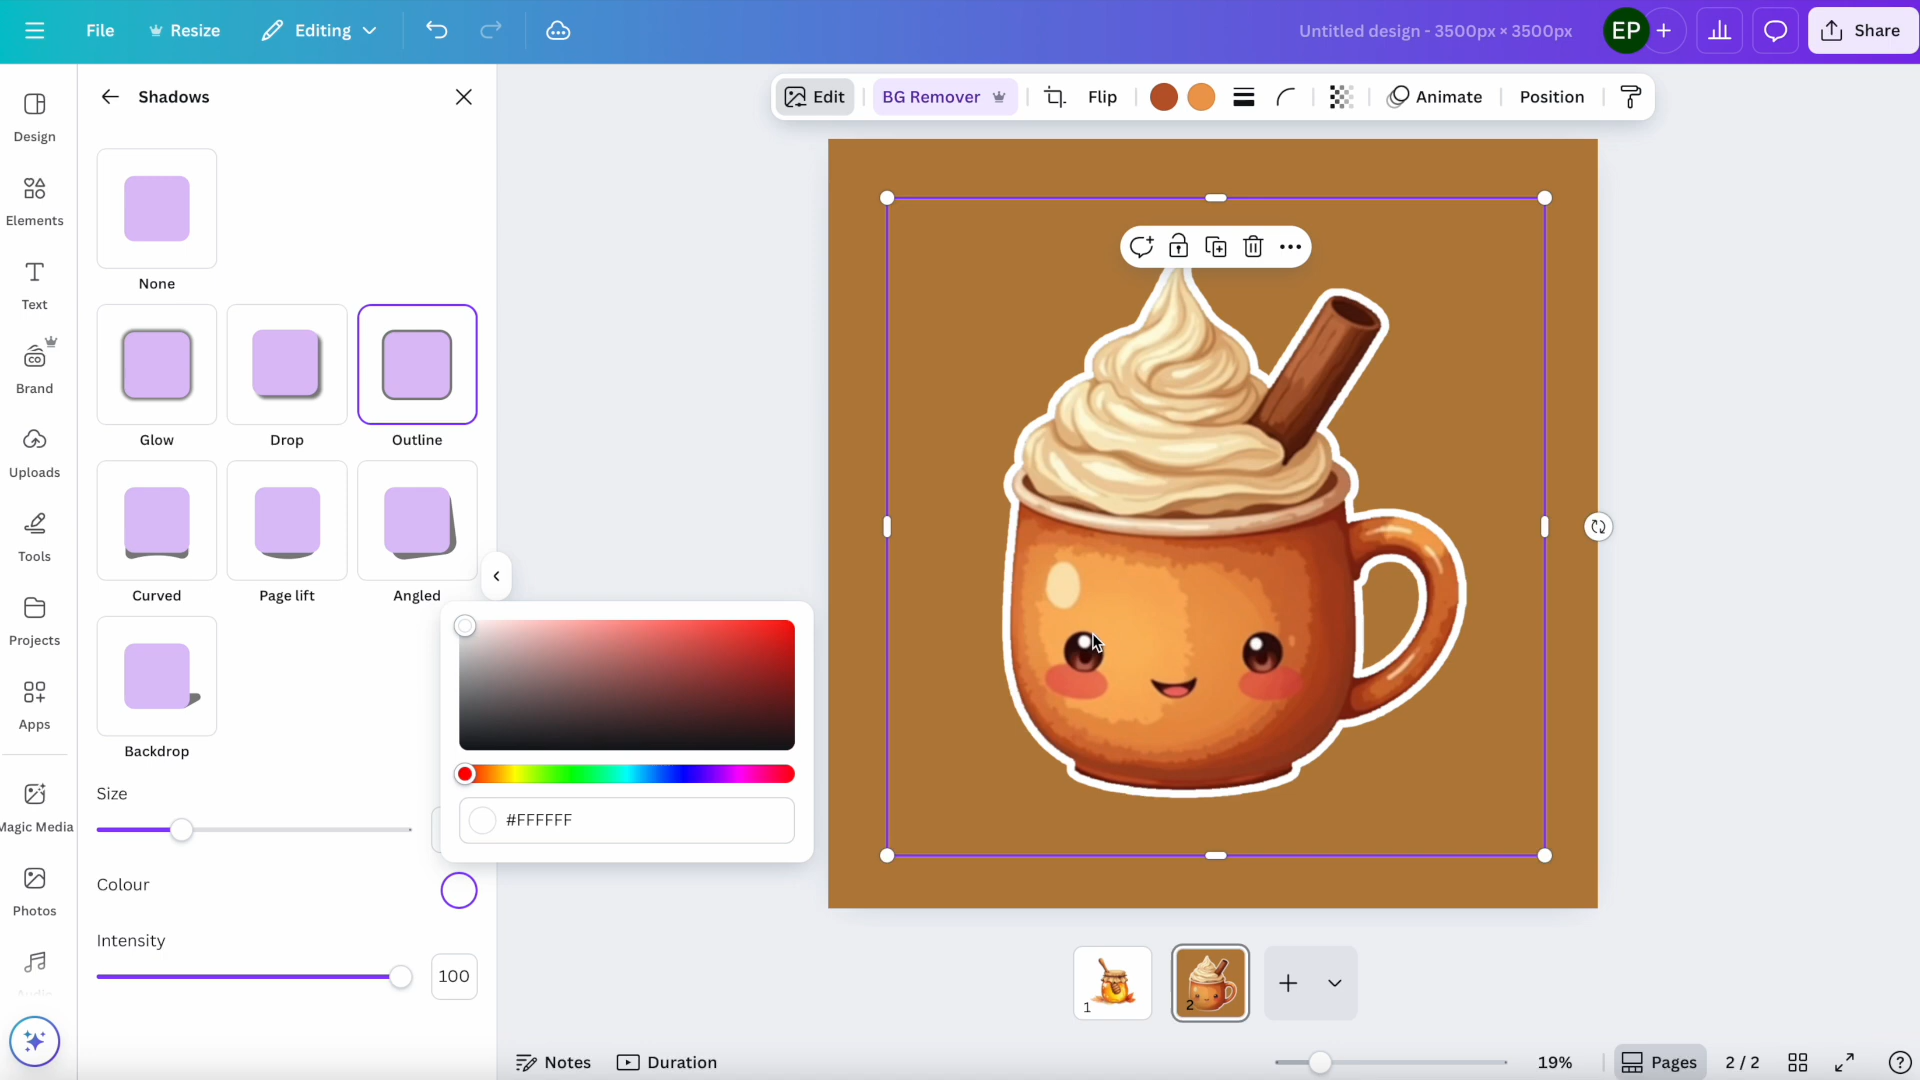 File
Resize
Editing
Untitled design - 3500px × 3500px
EP
Share
Design
Elements
Text
Brand
CO
Uploads
Tools
Projects
Apps
Magic Media
Photos
Audio
Shadows
None
Glow
Drop
Outline
Curved
Page lift
Angled
Backdrop
Size
Colour
Intensity
100
#FFFFFF
Edit
BG Remover
Flip
Animate
Position
1
2
Notes
Duration
19%
Pages
2 / 2